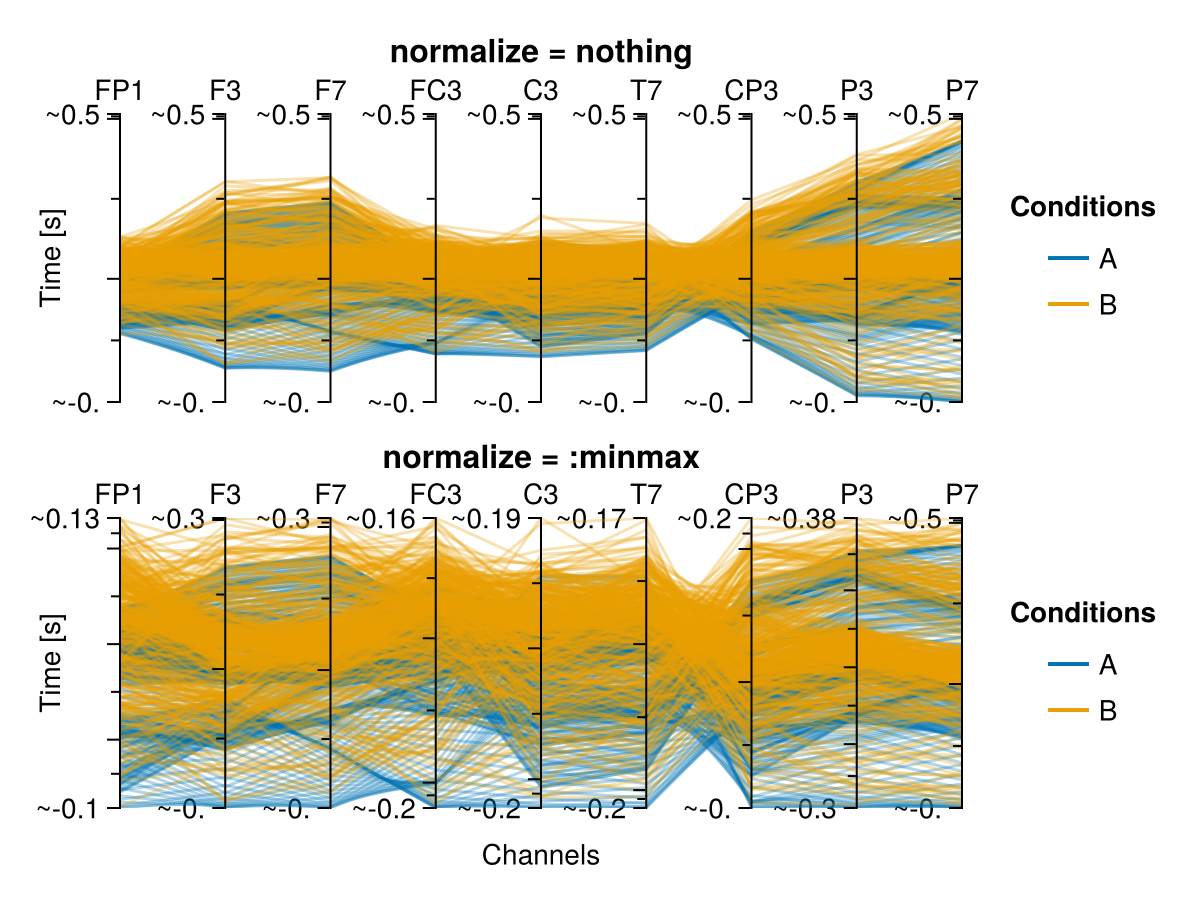 normalize = nothing
FP1 F3 F7 FC3 C3 T7 CP3 P3 P7
~0.5 ~0.5 ~0.5 ~0.5 ~0.5 ~0.5 ~0.5 ~0.5 ~0.5
Time [s]
~-0. ~-0. ~-0. ~-0. ~-0. ~-0. ~-0. ~-0. ~-0.
Conditions
A
B
normalize = :minmax
FP1 F3 F7 FC3 C3 T7 CP3 P3 P7
~0.13 ~0.3 ~0.3 ~0.16 ~0.19 ~0.17 ~0.2 ~0.38 ~0.5
Time [s]
~-0.1 ~-0. ~-0. ~-0.2 ~-0.2 ~-0.2 ~-0. ~-0.3 ~-0.
Conditions
A
B
Channels